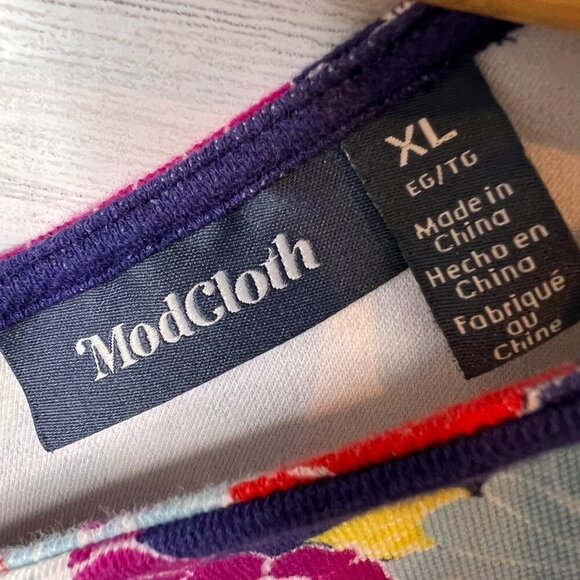 ModCloth
XL
EG/TG
Made in
China
Hecho en
China
Fabriqué
au
Chine